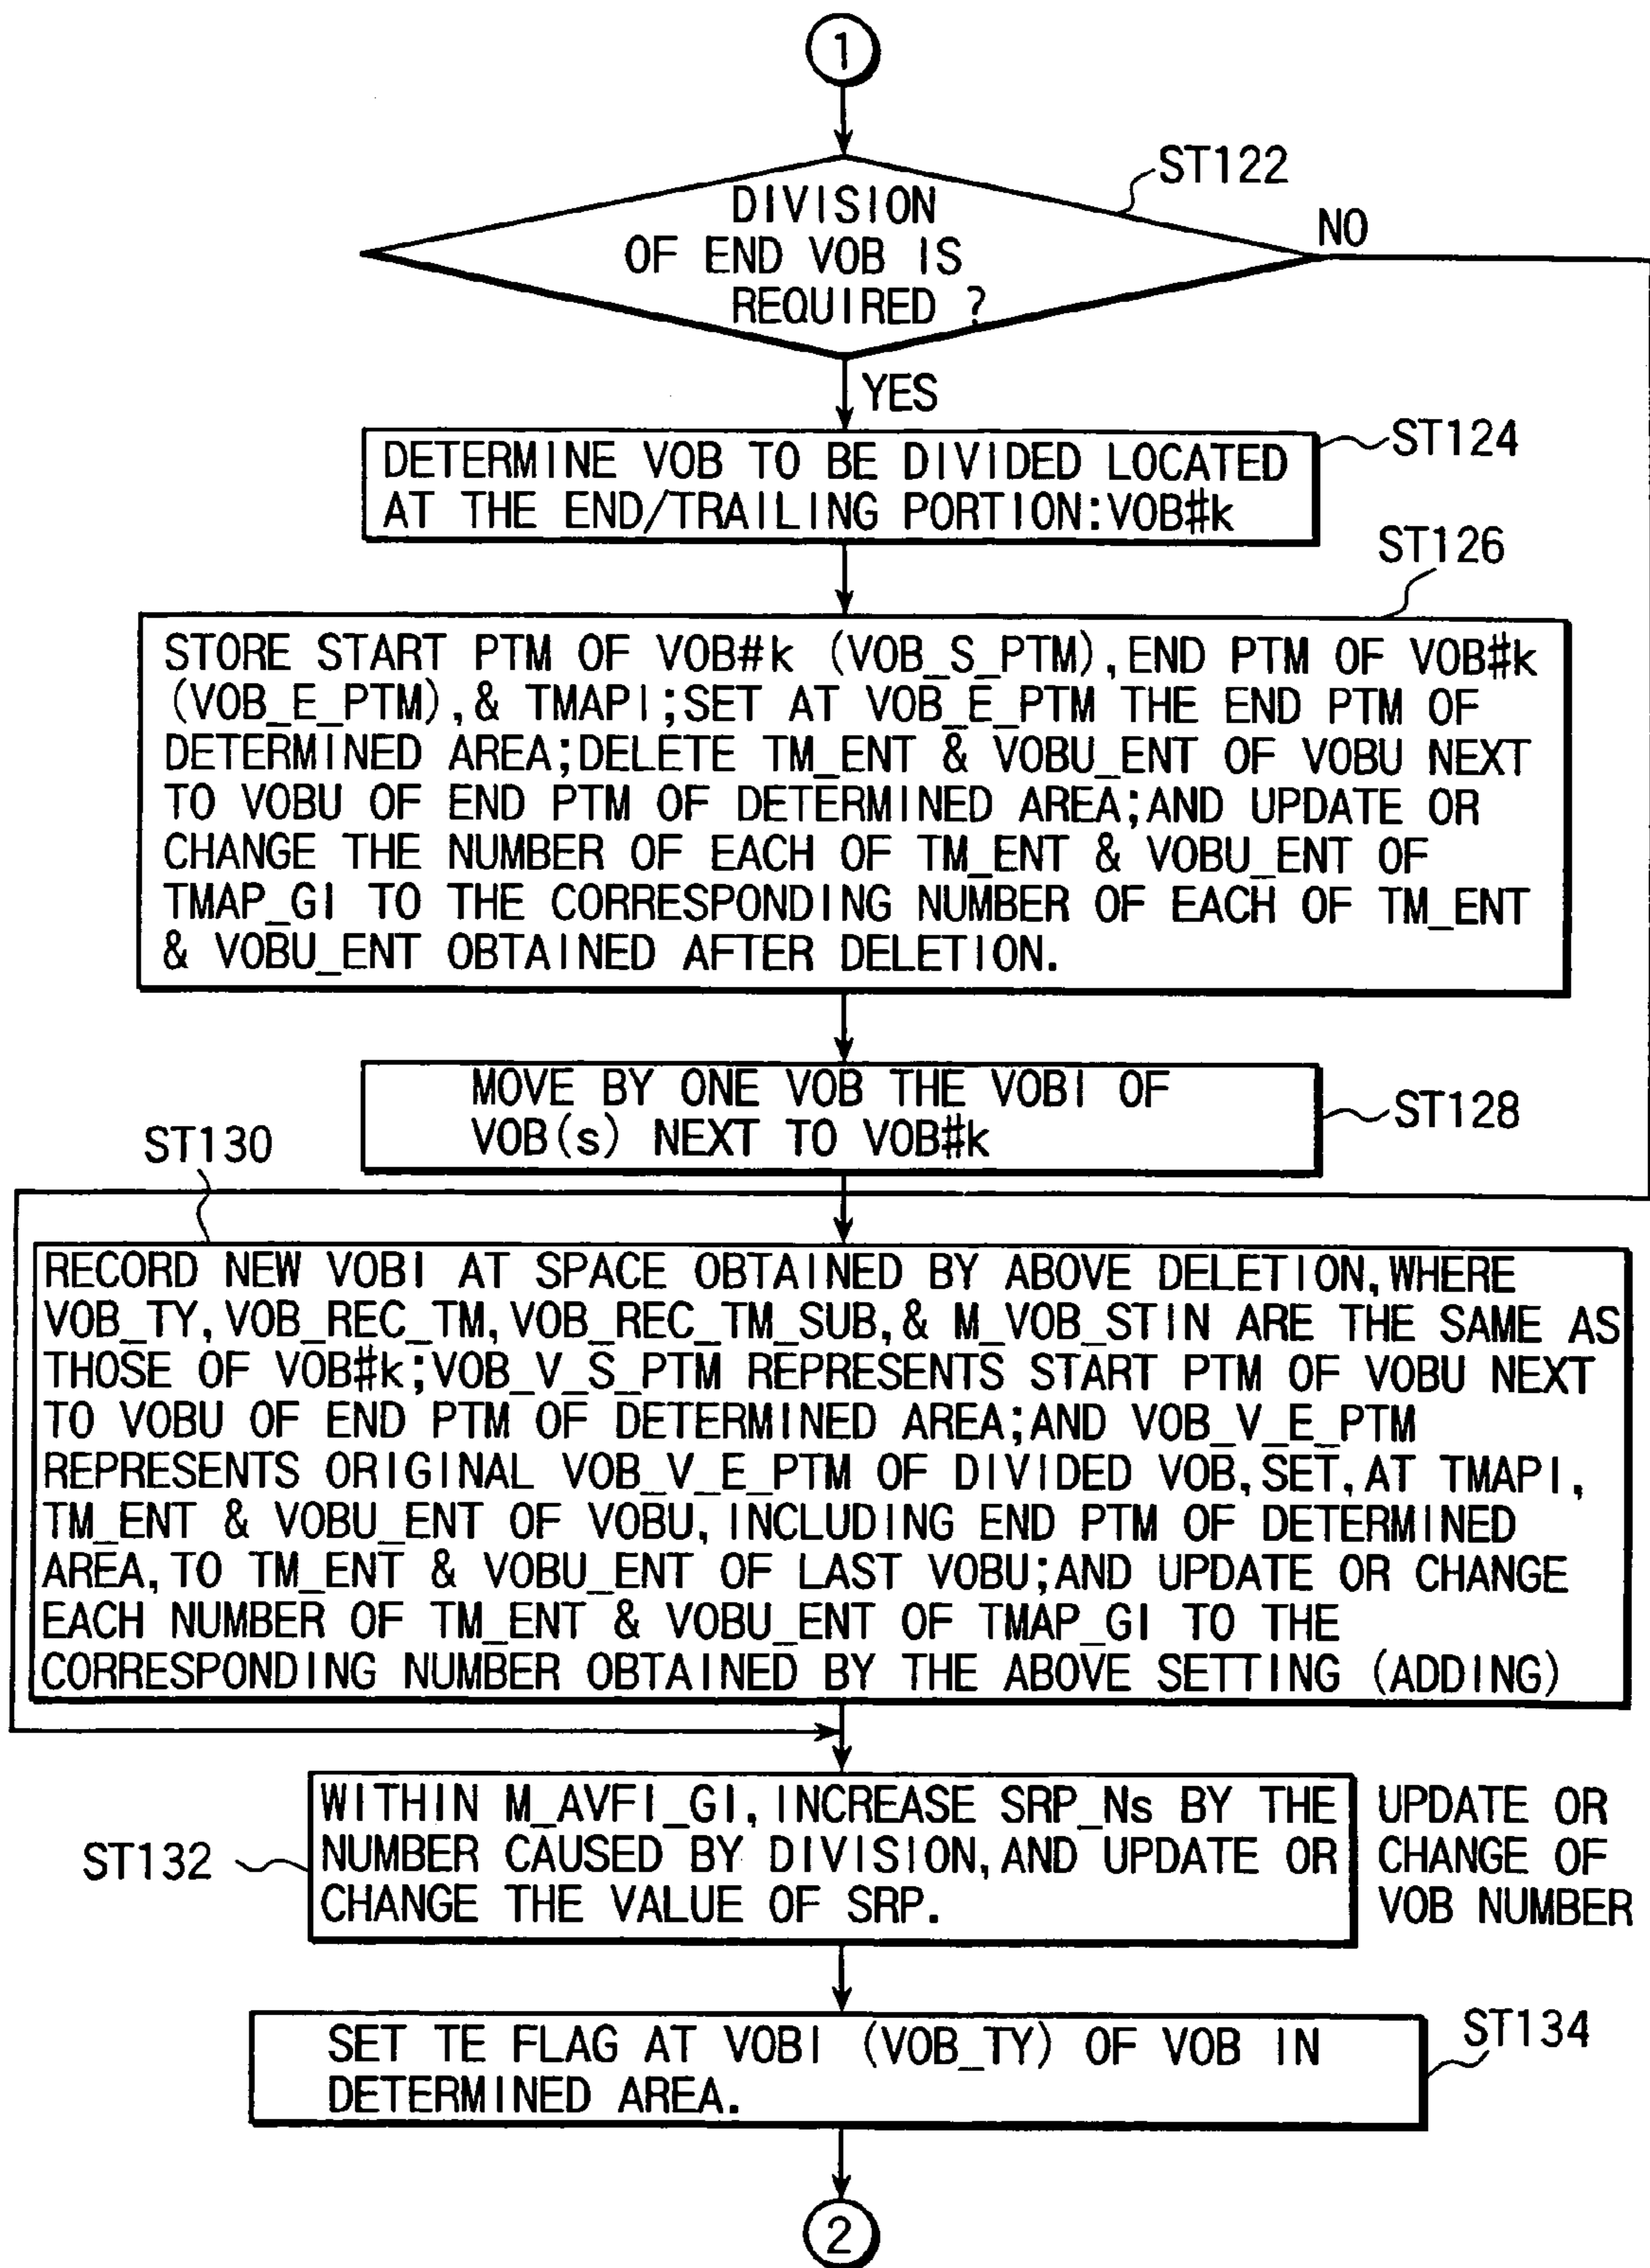 1
ST122
DIVISION
OF END VOB IS
REQUIRED ?
NO
YES
ST124
DETERMINE VOB TO BE DIVIDED LOCATED
AT THE END/TRAILING PORTION:VOB#k
ST126
STORE START PTM OF VOB#k (VOB_S_PTM),END PTM OF VOB#k
(VOB_E_PTM),& TMAPI;SET AT VOB_E_PTM THE END PTM OF
DETERMINED AREA;DELETE TM_ENT & VOBU_ENT OF VOBU NEXT
TO VOBU OF END PTM OF DETERMINED AREA;AND UPDATE OR
CHANGE THE NUMBER OF EACH OF TM_ENT & VOBU_ENT OF
TMAP_GI TO THE CORRESPONDING NUMBER OF EACH OF TM_ENT
& VOBU_ENT OBTAINED AFTER DELETION.
MOVE BY ONE VOB THE VOBI OF
VOB(s) NEXT TO VOB#k
ST128
ST130
RECORD NEW VOBI AT SPACE OBTAINED BY ABOVE DELETION,WHERE
VOB_TY,VOB_REC_TM,VOB_REC_TM_SUB,& M_VOB_STIN ARE THE SAME AS
THOSE OF VOB#k;VOB_V_S_PTM REPRESENTS START PTM OF VOBU NEXT
TO VOBU OF END PTM OF DETERMINED AREA;AND VOB_V_E_PTM
REPRESENTS ORIGINAL VOB_V_E_PTM OF DIVIDED VOB,SET,AT TMAPI,
TM_ENT & VOBU_ENT OF VOBU,INCLUDING END PTM OF DETERMINED
AREA,TO TM_ENT & VOBU_ENT OF LAST VOBU;AND UPDATE OR CHANGE
EACH NUMBER OF TM_ENT & VOBU_ENT OF TMAP_GI TO THE
CORRESPONDING NUMBER OBTAINED BY THE ABOVE SETTING (ADDING)
ST132
WITHIN M_AVFI_GI,INCREASE SRP_Ns BY THE
NUMBER CAUSED BY DIVISION,AND UPDATE OR
CHANGE THE VALUE OF SRP.
UPDATE OR
CHANGE OF
VOB NUMBER
SET TE FLAG AT VOBI (VOB_TY) OF VOB IN
DETERMINED AREA.
ST134
2